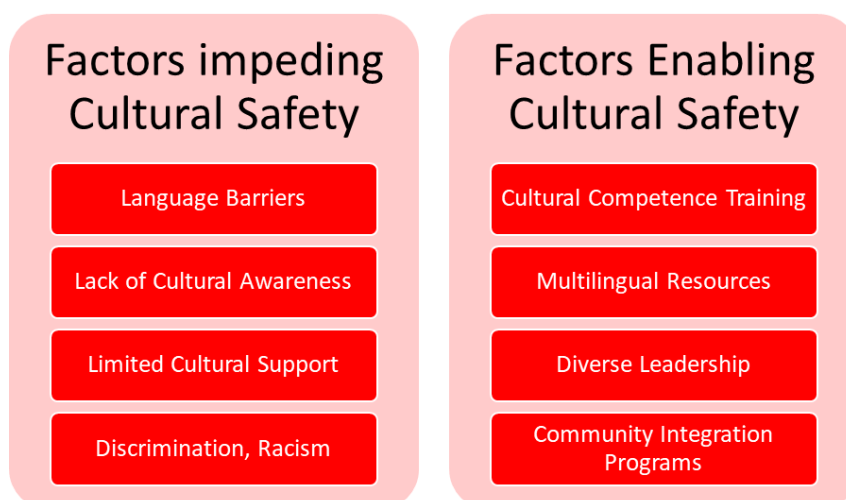 Factors impeding
Cultural Safety
Language Barriers
Lack of Cultural Awareness
Limited Cultural Support
Discrimination, Racism
Factors Enabling
Cultural Safety
Cultural Competence Training
Multilingual Resources
Diverse Leadership
Community Integration
Programs